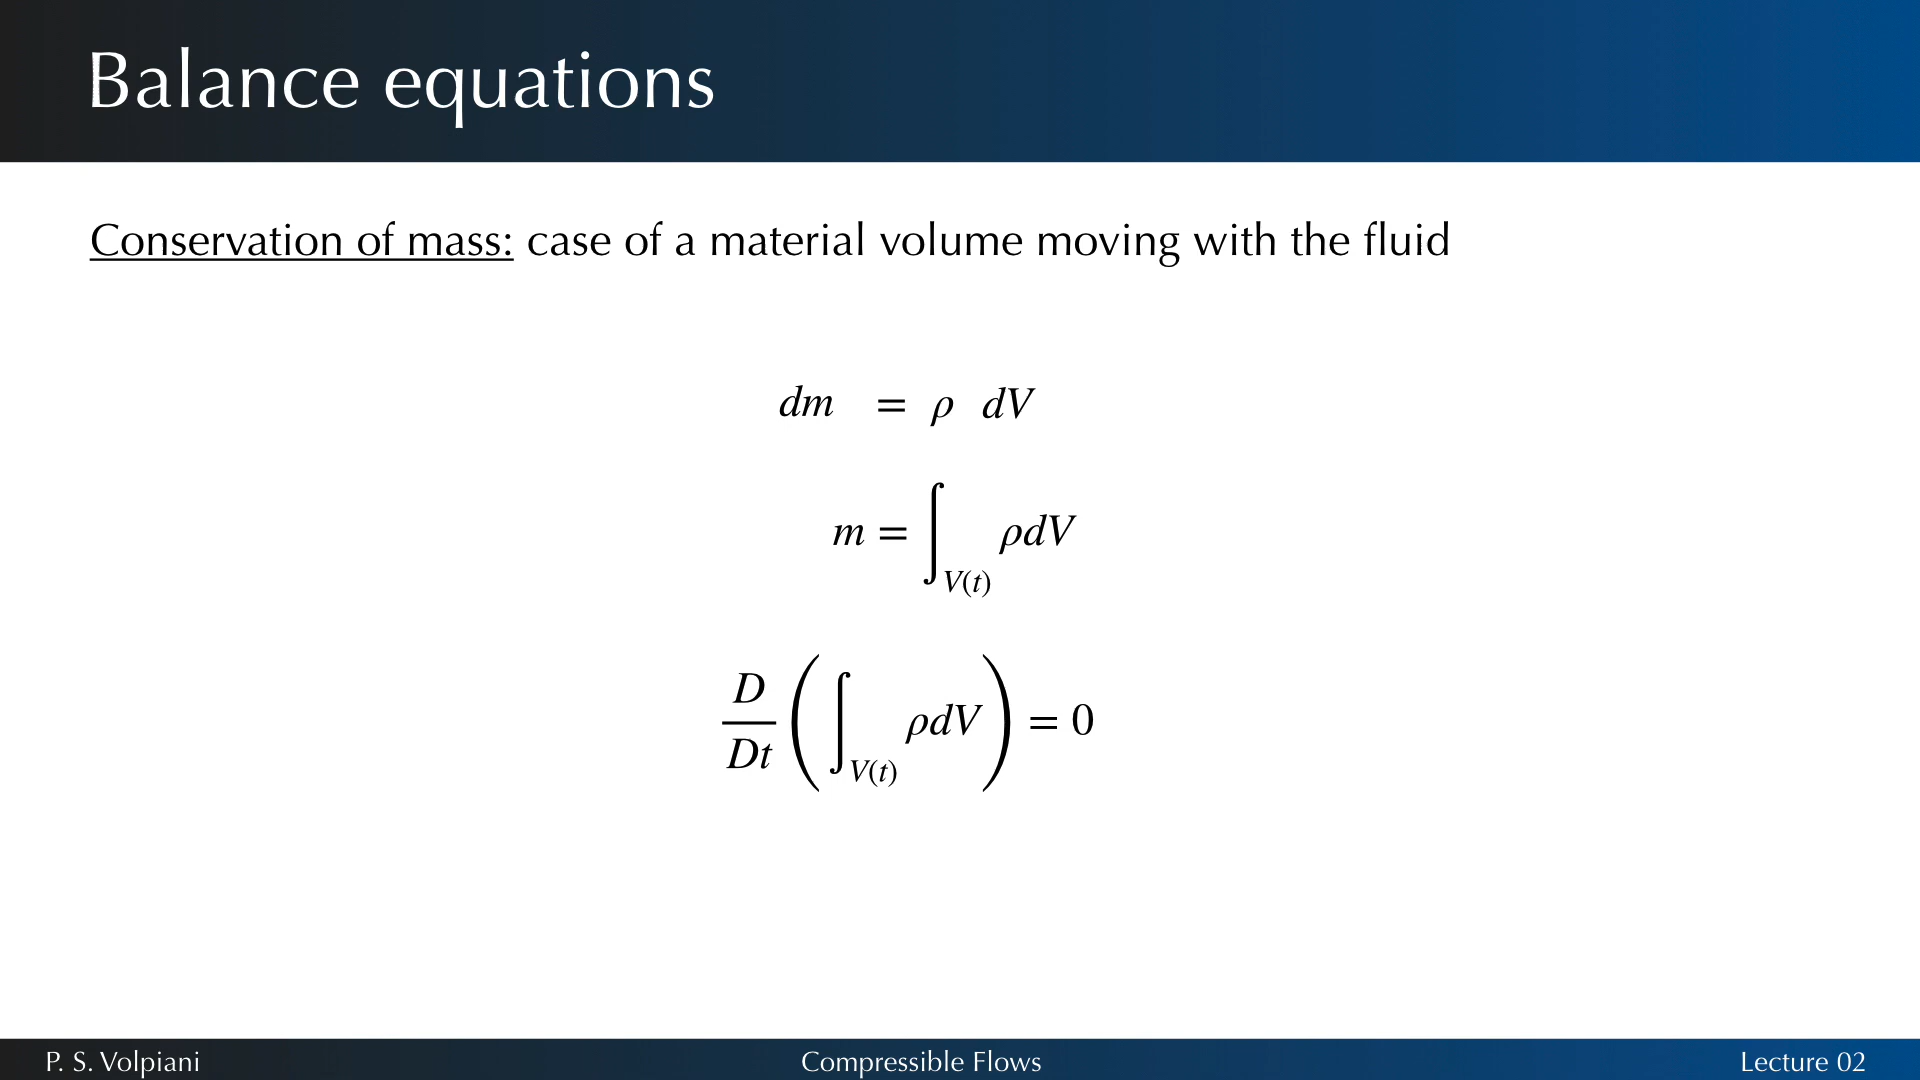 Balance equations
Conservation of mass: case of a material volume moving with the fluid
dm = ρ dV
m = ∫_{V(t)} ρdV
D/Dt ( ∫_{V(t)} ρdV ) = 0
P. S. Volpiani
Compressible Flows
Lecture 02